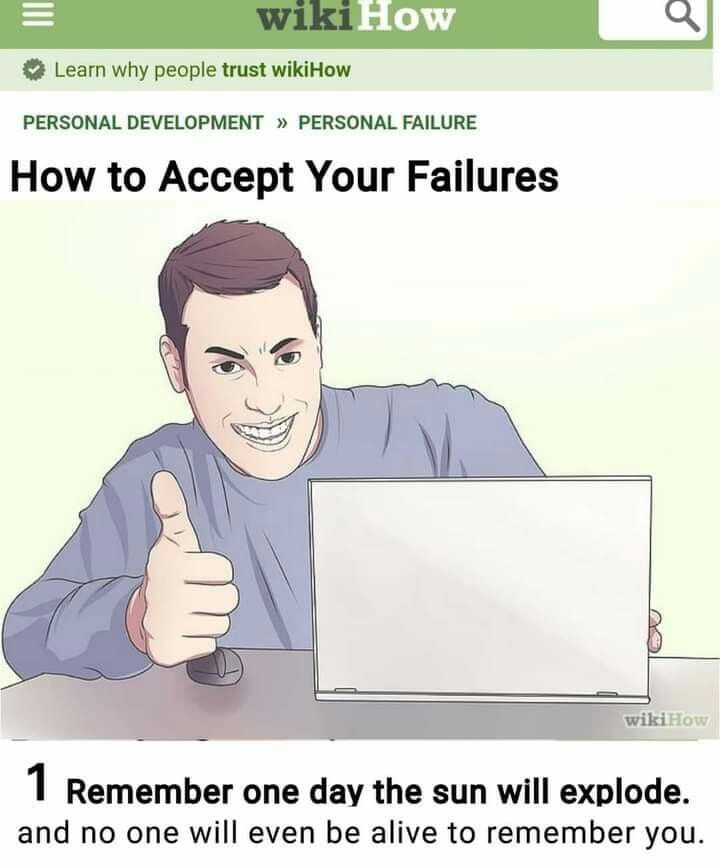 wikiHow
Learn why people trust wikiHow
PERSONAL DEVELOPMENT » PERSONAL FAILURE
How to Accept Your Failures
wikiHow
1 Remember one day the sun will explode.
and no one will even be alive to remember you.